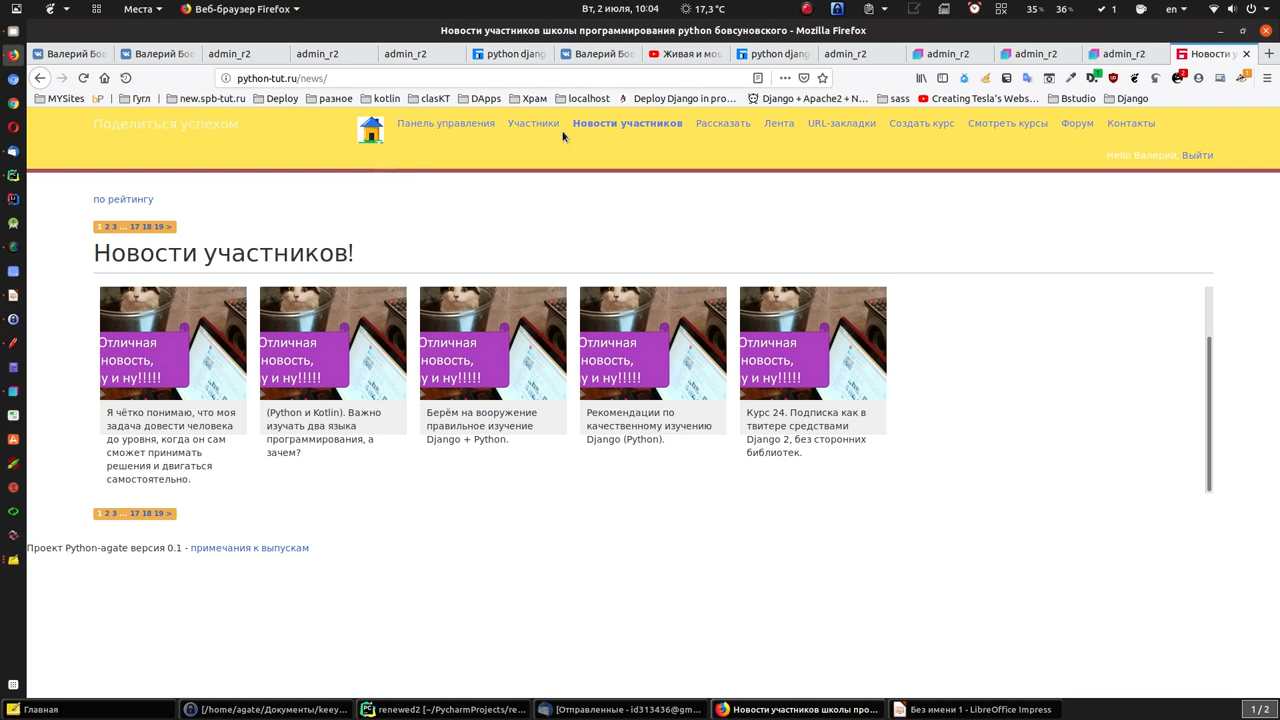 Места
Веб-браузер Firefox
Вт, 2 июля, 10:04
17,3°C
35 %
36%
1
en
Новости участников школы программирования python бовсуновского - Mozilla Firefox
Валерий Бов
Валерий Бов
admin_r2
admin_r2
admin_r2
python djang
Валерий Бов
Живая и мощ
python djang
admin_r2
admin_r2
admin_r2
admin_r2
Новости у
python-tut.ru/news/
MYSites
Гугл
new.spb-tut.ru
Deploy
разное
kotlin
clasKT
DApps
Храм
localhost
Deploy Django in pro...
Django + Apache2 + N...
sass
Creating Tesla's Webs...
Bstudio
Django
Поделиться успехом
Панель управления
Участники
Новости участников
Рассказать
Лента
URL-закладки
Создать курс
Смотреть курсы
Форум
Контакты
Hello Валерий
Выйти
по рейтингу
1 2 3 ... 17 18 19 >
Новости участников!
Отличная
новость,
у и ну!!!!!
Отличная
новость,
у и ну!!!!!
Отличная
новость,
у и ну!!!!!
Отличная
новость,
у и ну!!!!!
Отличная
новость,
у и ну!!!!!
Я чётко понимаю, что моя
задача довести человека
до уровня, когда он сам
сможет принимать
решения и двигаться
самостоятельно.
(Python и Kotlin). Важно
изучать два языка
программирования, а
зачем?
Берём на вооружение
правильное изучение
Django + Python.
Рекомендации по
качественному изучению
Django (Python).
Курс 24. Подписка как в
твитере средствами
Django 2, без сторонних
библиотек.
1 2 3 ... 17 18 19 >
Проект Python-agate версия 0.1 - примечания к выпускам
Главная
[/home/agate/Документы/keey...
renewed2 [~/PycharmProjects/re...
[Отправленные - id313436@gm...
Новости участников школы про...
Без имени 1 - LibreOffice Impress
1/2